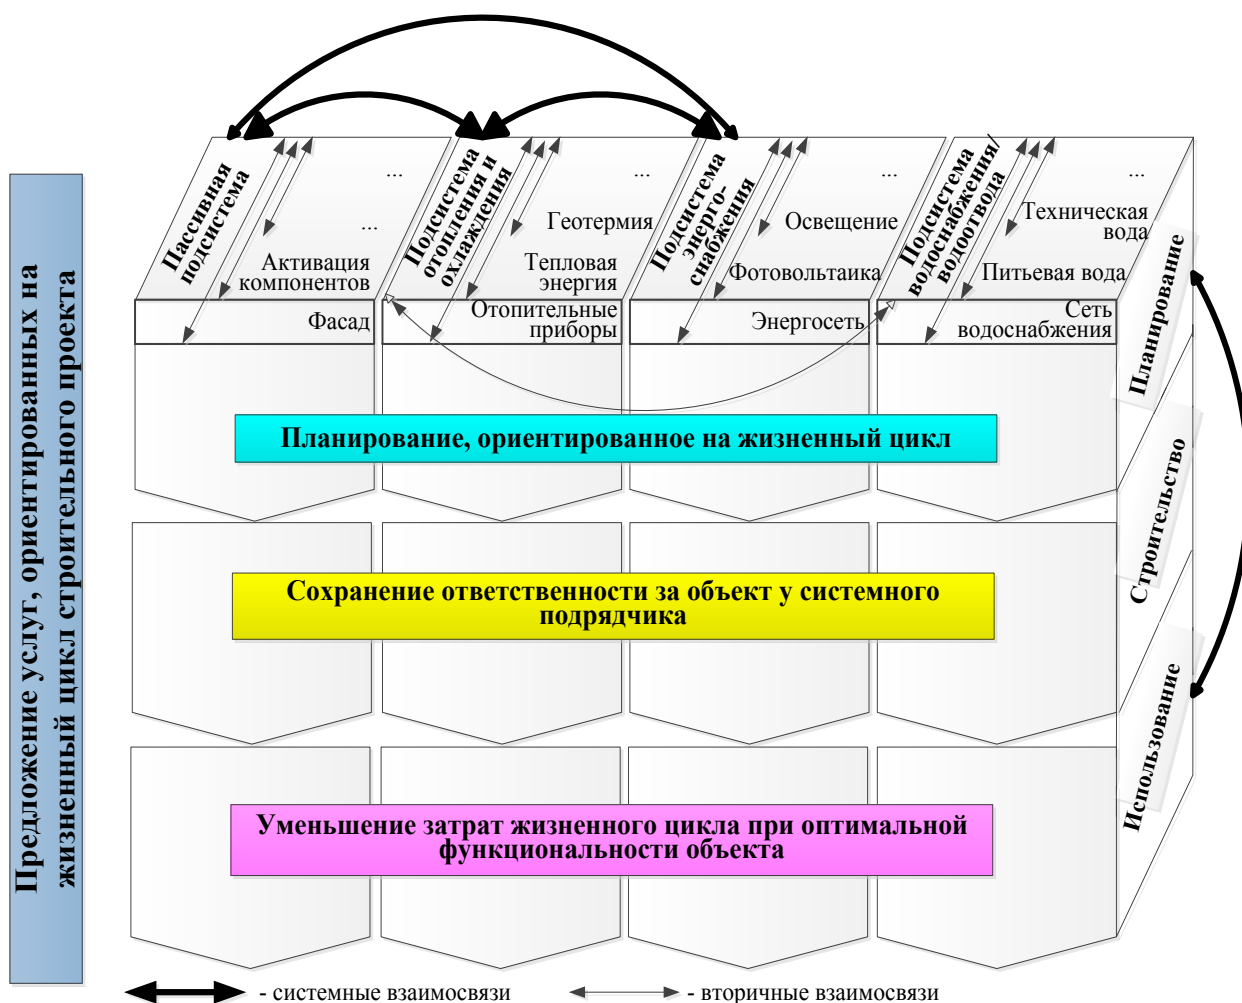 Предложение услуг, ориентированных на
жизненный цикл строительного проекта
Пассивная
подсистема
...
...
Активация
компонентов
Фасад
Подсистема
отопления и
охлаждения
...
Геотермия
Тепловая
энергия
Отопительные
приборы
Подсистема
энерго-
снабжения
...
Освещение
Фотовольтаика
Энергосеть
Подсистема
водоснабжения/
водоотвода
...
Техническая
вода
Питьевая вода
Сеть
водоснабжения
Планирование
Строительство
Использование
Планирование, ориентированное на жизненный цикл
Сохранение ответственности за объект у системного
подрядчика
Уменьшение затрат жизненного цикла при оптимальной
функциональности объекта
- системные взаимосвязи
- вторичные взаимосвязи